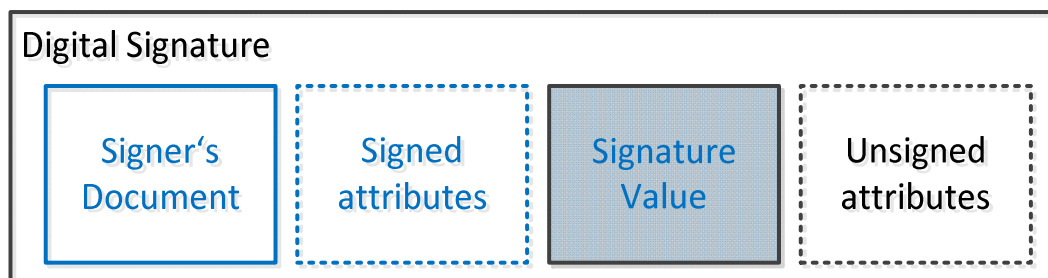 Digital Signature
Signer‘s
Document
Signed
attributes
Signature
Value
Unsigned
attributes